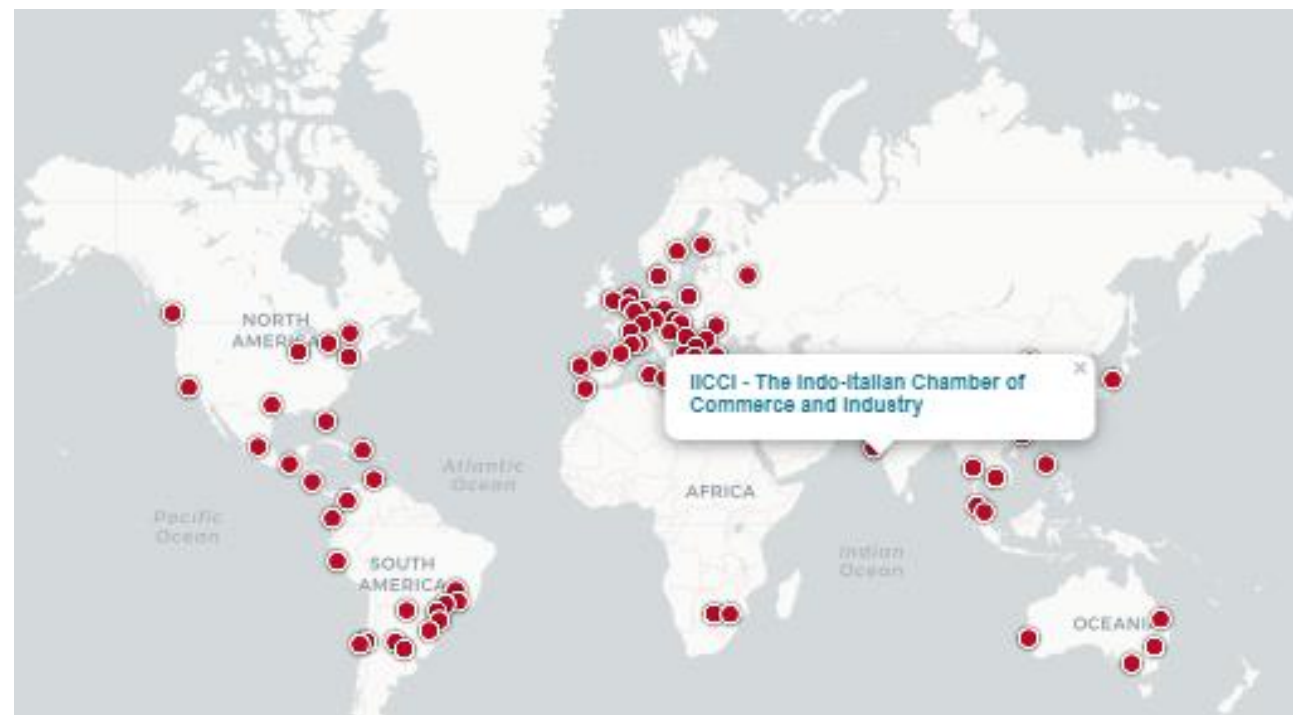 NORTH
AMERICA
Atlantic
Ocean
Pacific
Ocean
SOUTH
AMERICA
AFRICA
Indian
Ocean
OCEANIA
×
IICCI - The Indo-Italian Chamber of
Commerce and Industry